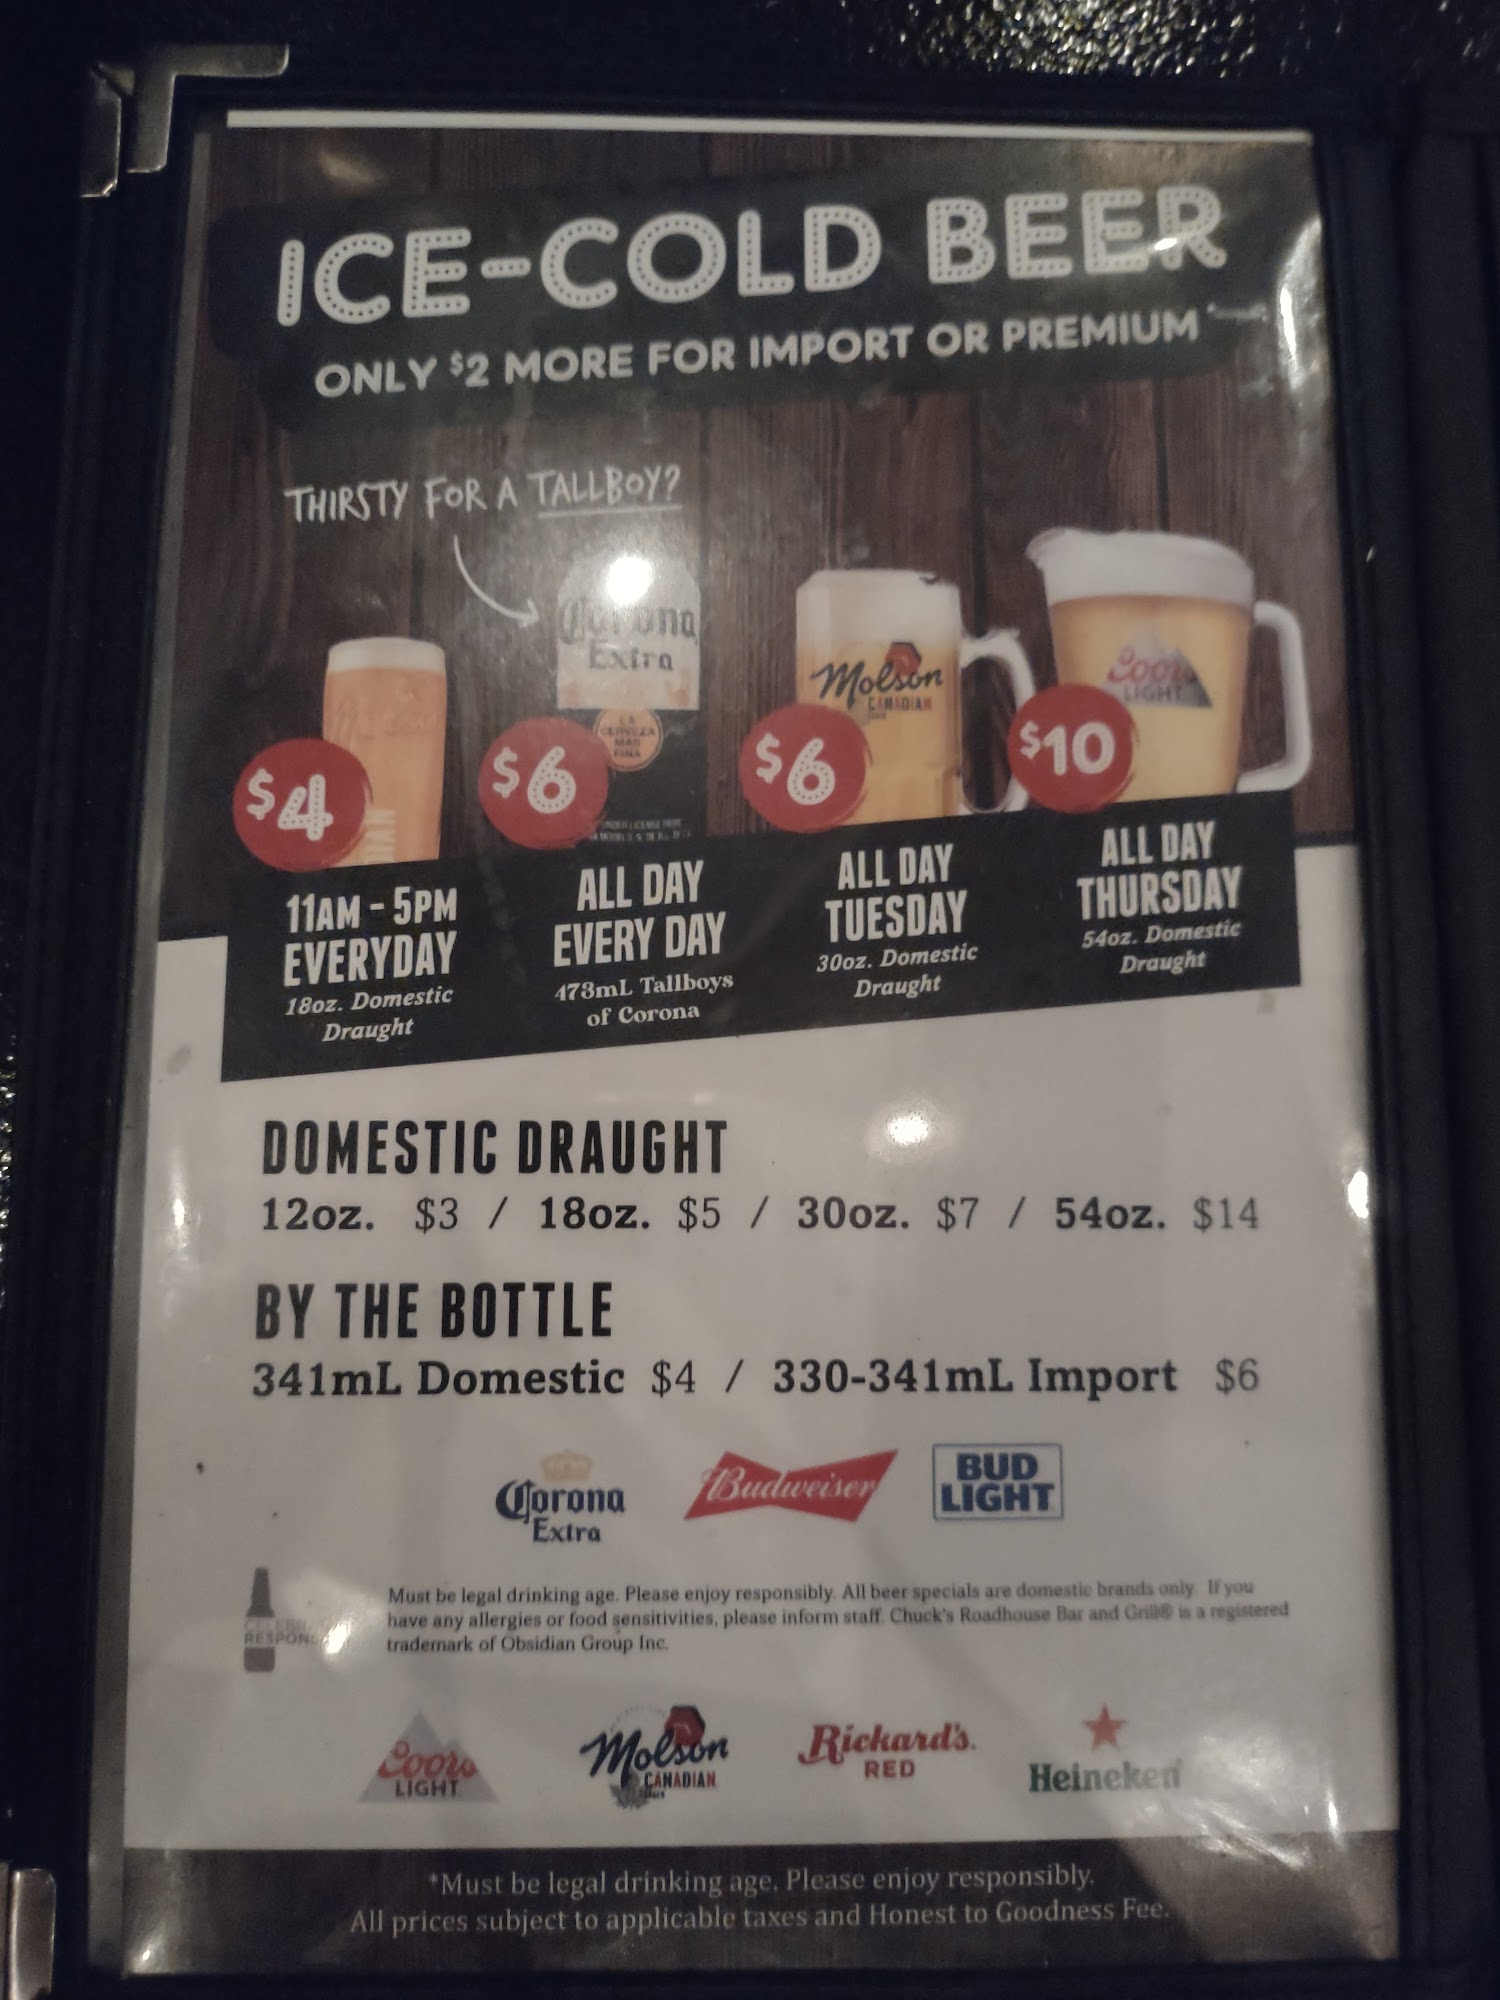 ICE-COLD BEER
ONLY $2 MORE FOR IMPORT OR PREMIUM
THIRSTY FOR A TALLBOY?
Corona
Extra
LA
CERVEZA
MAS
FINA
Molson
CANADIAN
Coors
LIGHT
$4
$6
$6
$10
11AM - 5PM
EVERYDAY
18oz. Domestic
Draught
ALL DAY
EVERY DAY
473mL Tallboys
of Corona
ALL DAY
TUESDAY
30oz. Domestic
Draught
ALL DAY
THURSDAY
54oz. Domestic
Draught
DOMESTIC DRAUGHT
12oz. $3 / 18oz. $5 / 30oz. $7 / 54oz. $14
BY THE BOTTLE
341mL Domestic $4 / 330-341mL Import $6
Corona
Extra
Budweiser
BUD
LIGHT
Must be legal drinking age. Please enjoy responsibly. All beer specials are domestic brands only. If you
have any allergies or food sensitivities, please inform staff. Chuck's Roadhouse Bar and Grill® is a registered
trademark of Obsidian Group Inc.
Coors
LIGHT
Molson
CANADIAN
Rickard's
RED
Heineken
*Must be legal drinking age. Please enjoy responsibly.
All prices subject to applicable taxes and Honest to Goodness Fee.